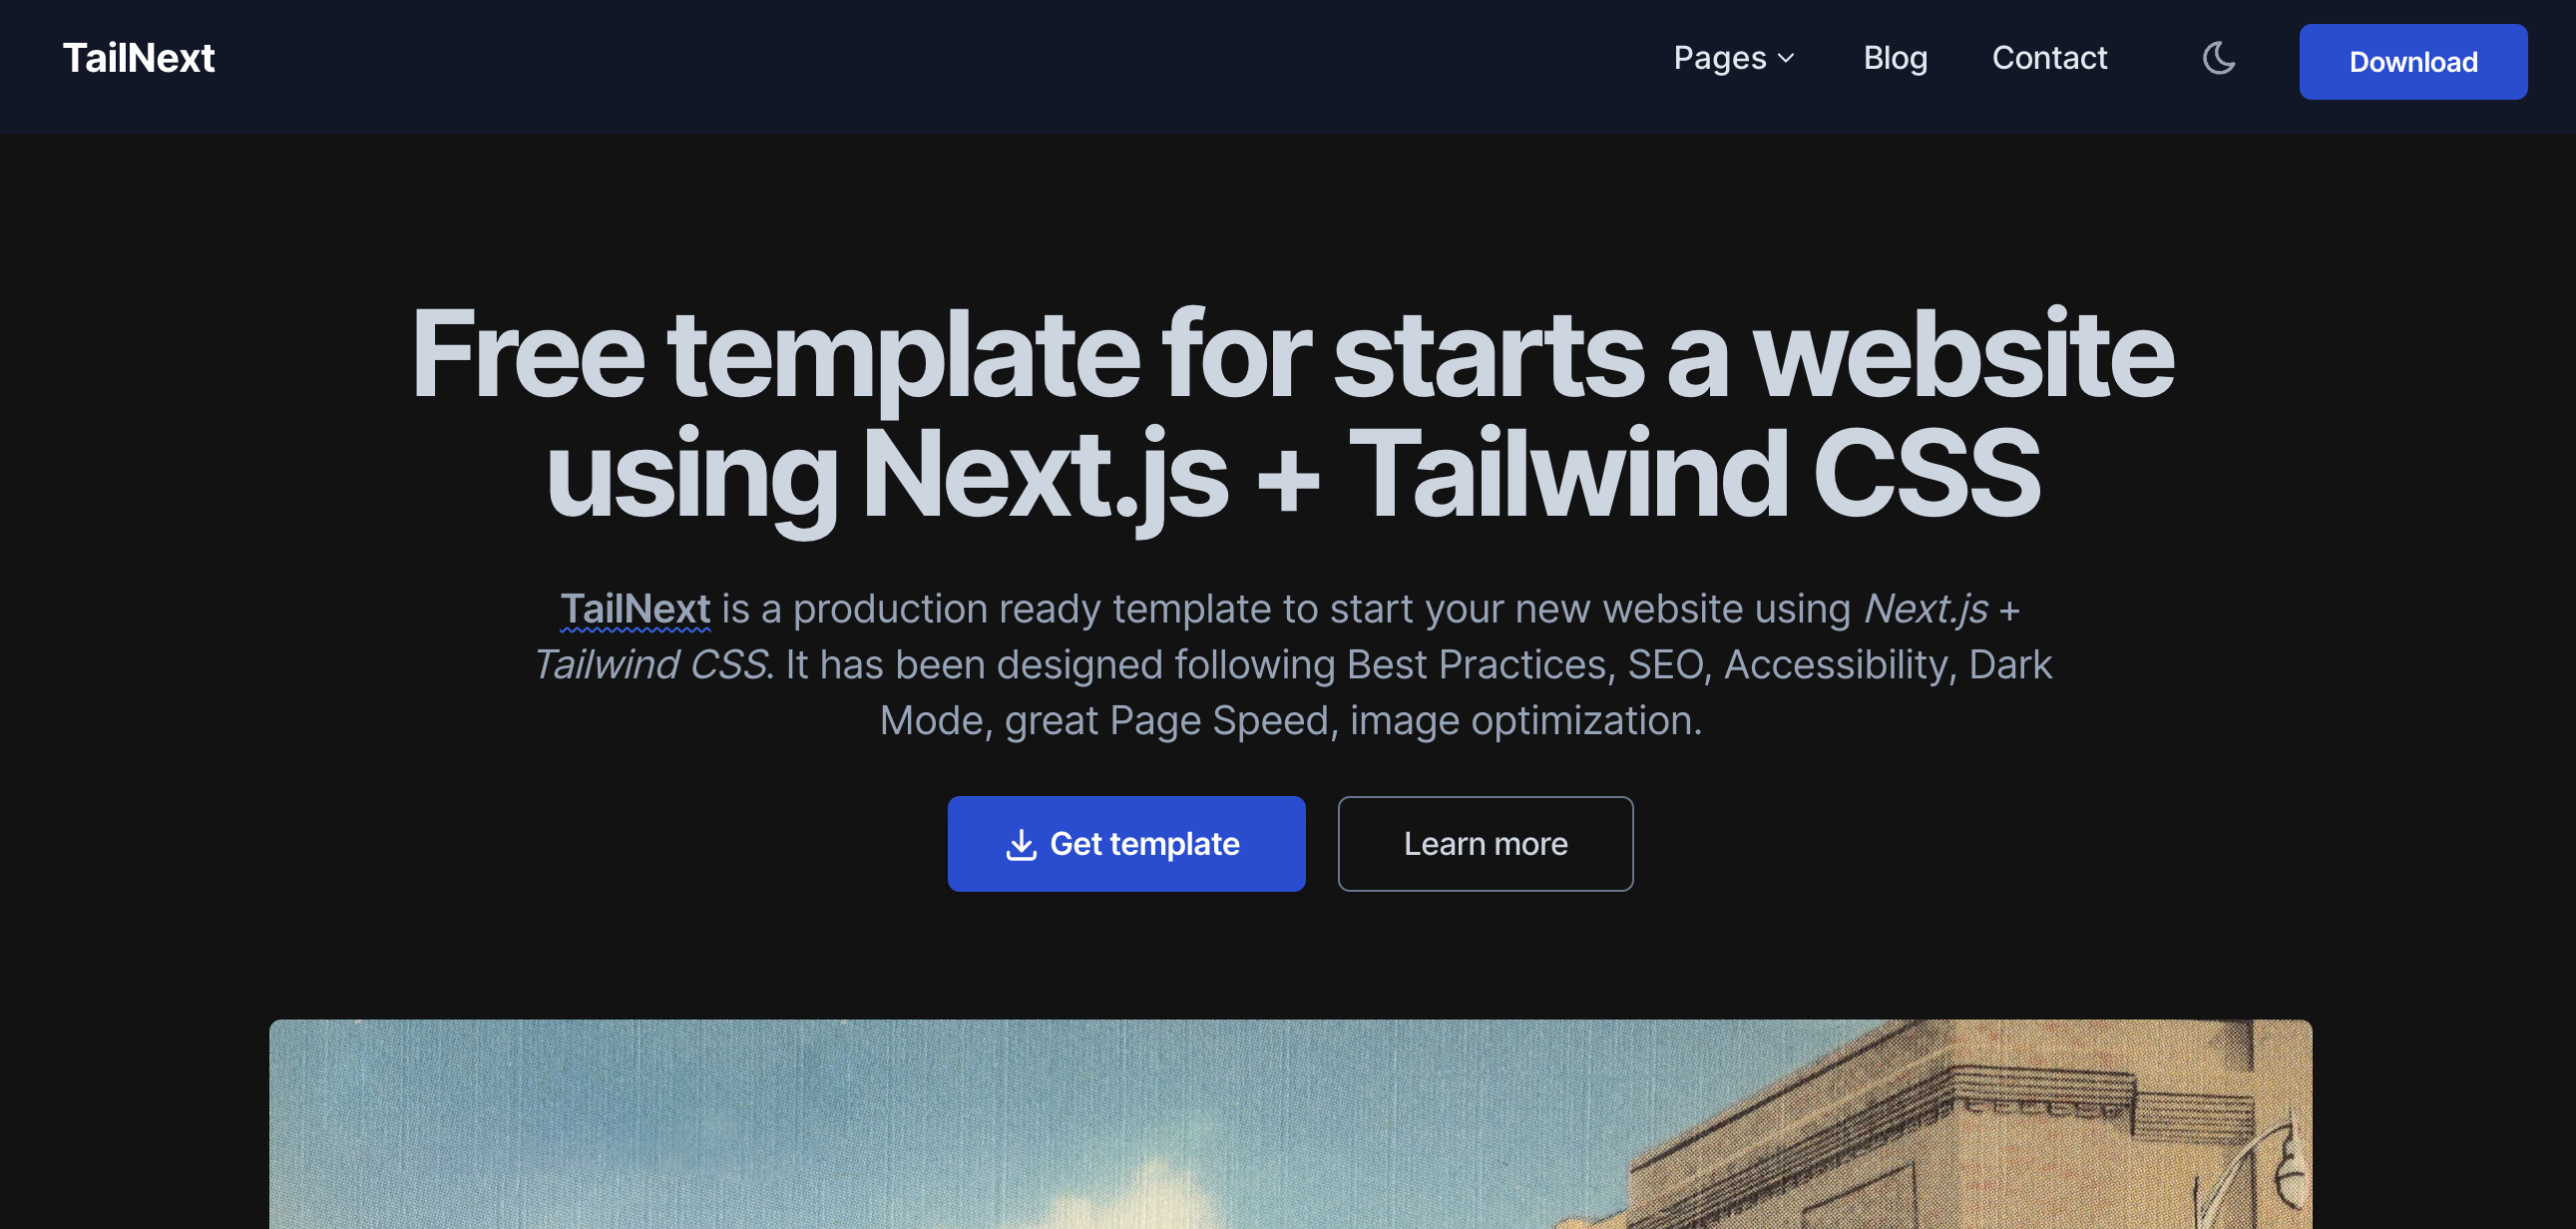 TailNext
Pages
Blog
Contact
Download
Free template for starts a website
using Next.js + Tailwind CSS
TailNext is a production ready template to start your new website using Next.js +
Tailwind CSS. It has been designed following Best Practices, SEO, Accessibility, Dark
Mode, great Page Speed, image optimization.
Get template
Learn more